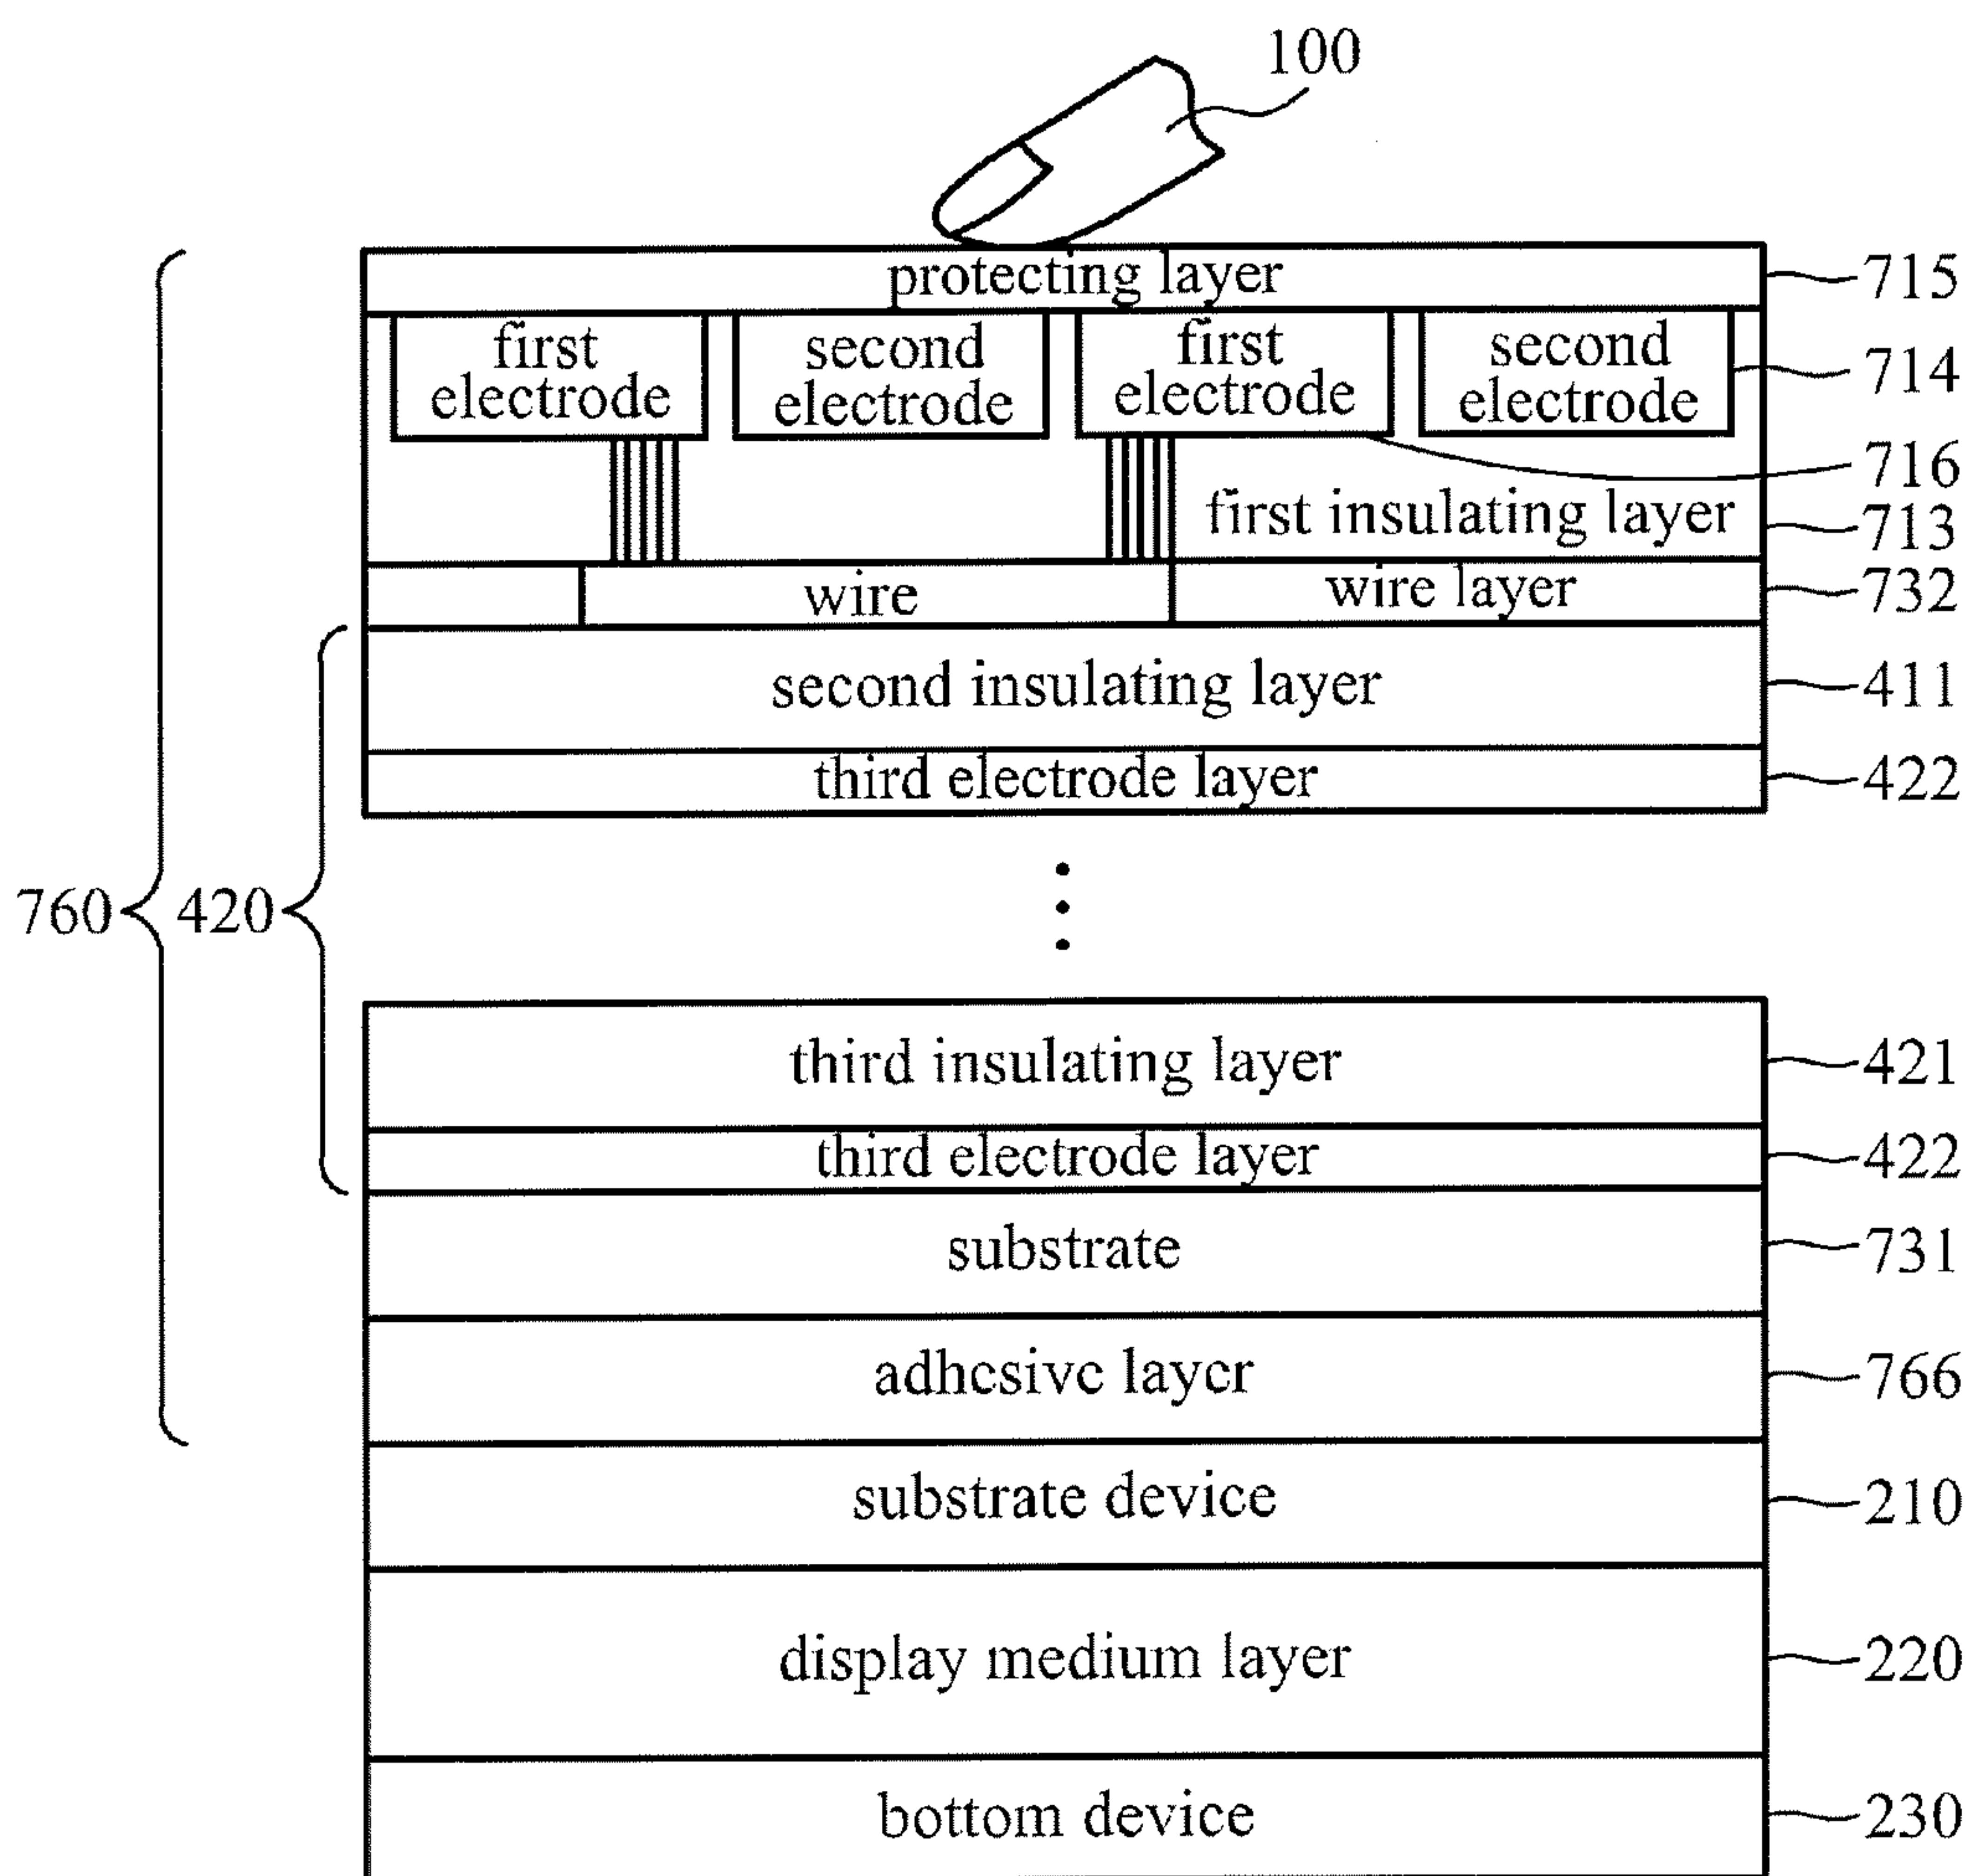 100
protecting layer
715
first
electrode
second
electrode
first
electrode
second
electrode
714
716
first insulating layer
713
wire
wire layer
732
second insulating layer
411
third electrode layer
422
760
420
third insulating layer
421
third electrode layer
422
substrate
731
adhesive layer
766
substrate device
210
display medium layer
220
bottom device
230